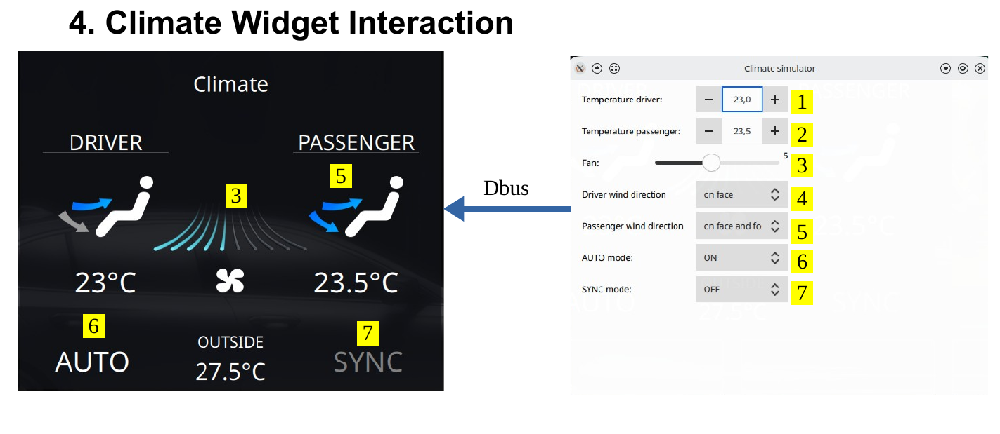 4. Climate Widget Interaction
Climate
DRIVER
PASSENGER
5
3
23°C
23.5°C
6
7
AUTO
OUTSIDE
SYNC
27.5°C
Dbus
Climate simulator
Temperature driver:
23,0
1
Temperature passenger:
23,5
2
Fan:
5
3
Driver wind direction
on face
4
Passenger wind direction
on face and foo
5
AUTO mode:
ON
6
SYNC mode:
OFF
7